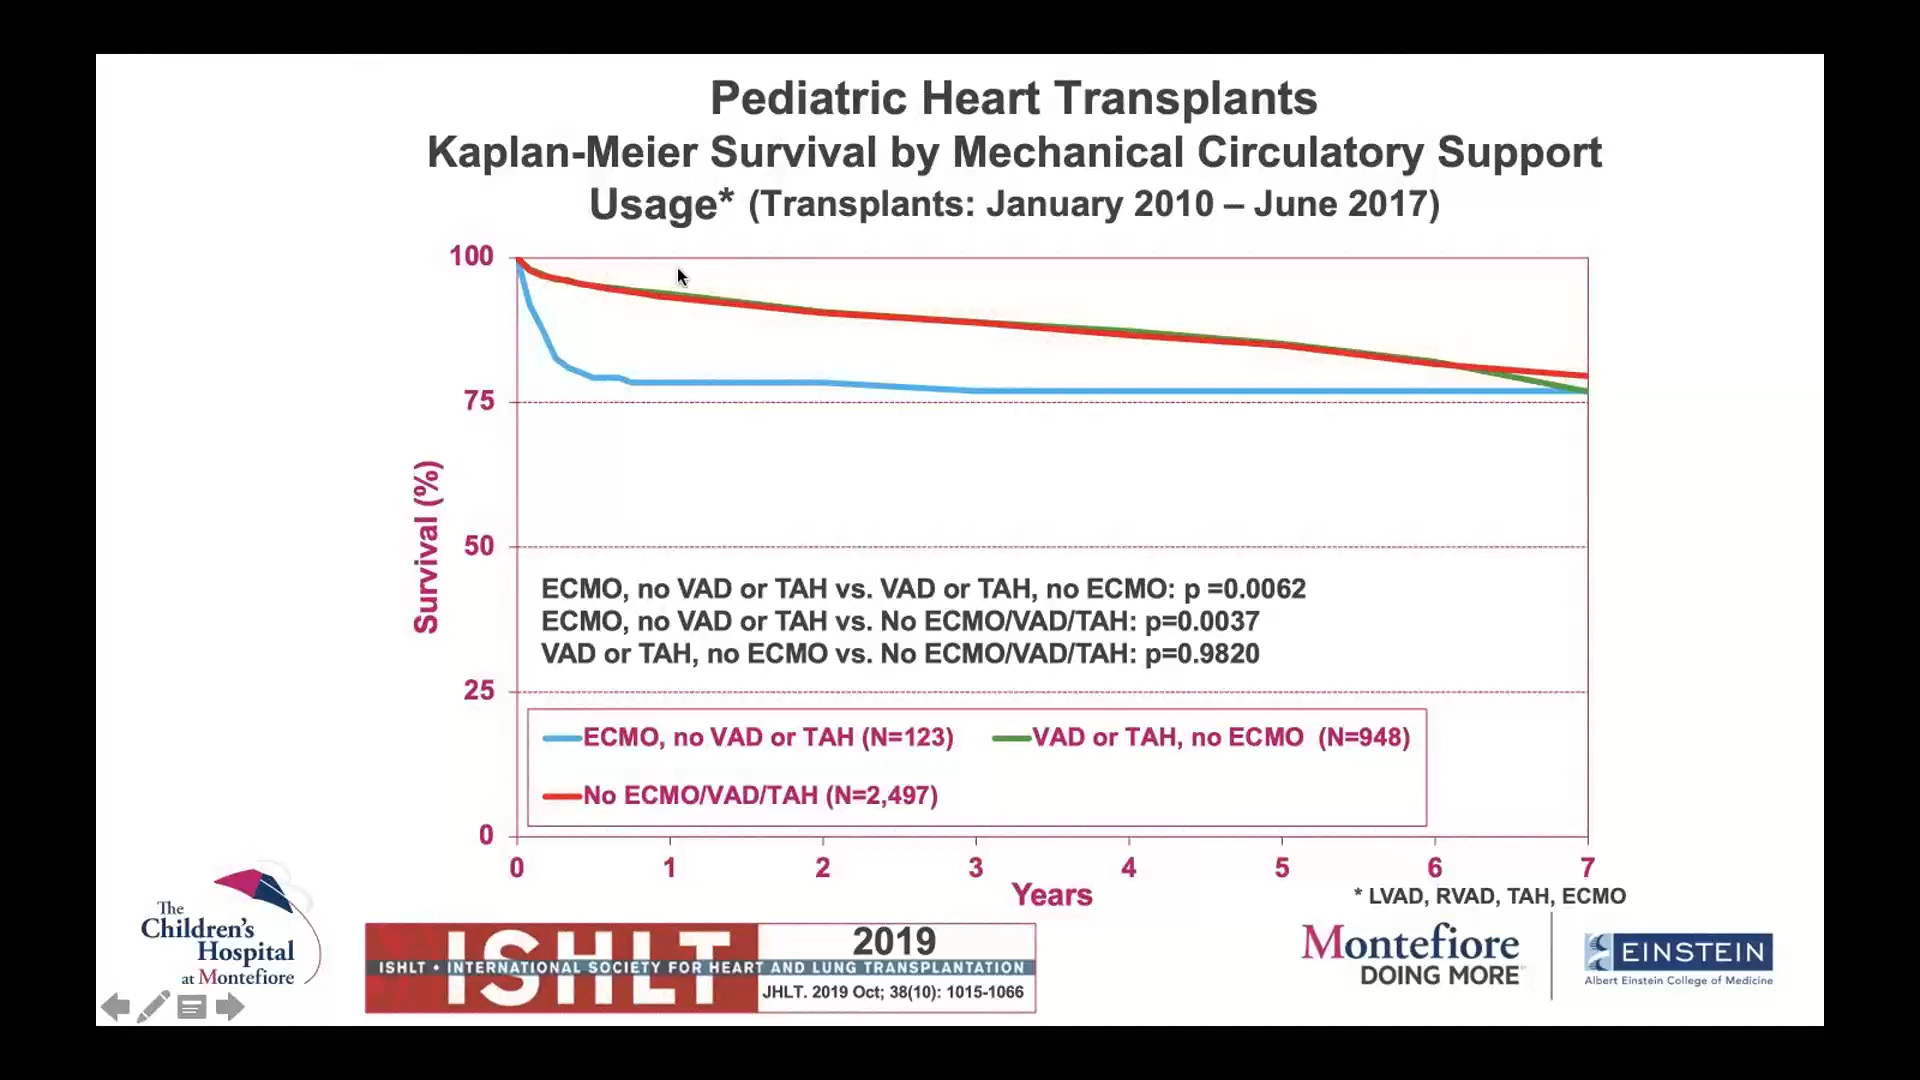 Pediatric Heart Transplants
Kaplan-Meier Survival by Mechanical Circulatory Support
Usage* (Transplants: January 2010 – June 2017)
100
75
50
25
0
Survival (%)
ECMO, no VAD or TAH vs. VAD or TAH, no ECMO: p =0.0062
ECMO, no VAD or TAH vs. No ECMO/VAD/TAH: p=0.0037
VAD or TAH, no ECMO vs. No ECMO/VAD/TAH: p=0.9820
ECMO, no VAD or TAH (N=123)
VAD or TAH, no ECMO (N=948)
No ECMO/VAD/TAH (N=2,497)
0 1 2 3 4 5 6 7
Years
* LVAD, RVAD, TAH, ECMO
The
Children's
Hospital
at Montefiore
ISHLT
2019
ISHLT • INTERNATIONAL SOCIETY FOR HEART AND LUNG TRANSPLANTATION
JHLT. 2019 Oct; 38(10): 1015-1066
Montefiore
DOING MORE
EINSTEIN
Albert Einstein College of Medicine